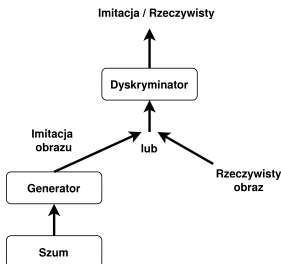 Imitacja / Rzeczywisty
Dyskryminator
Imitacja
obrazu
lub
Rzeczywisty
obraz
Generator
Szum